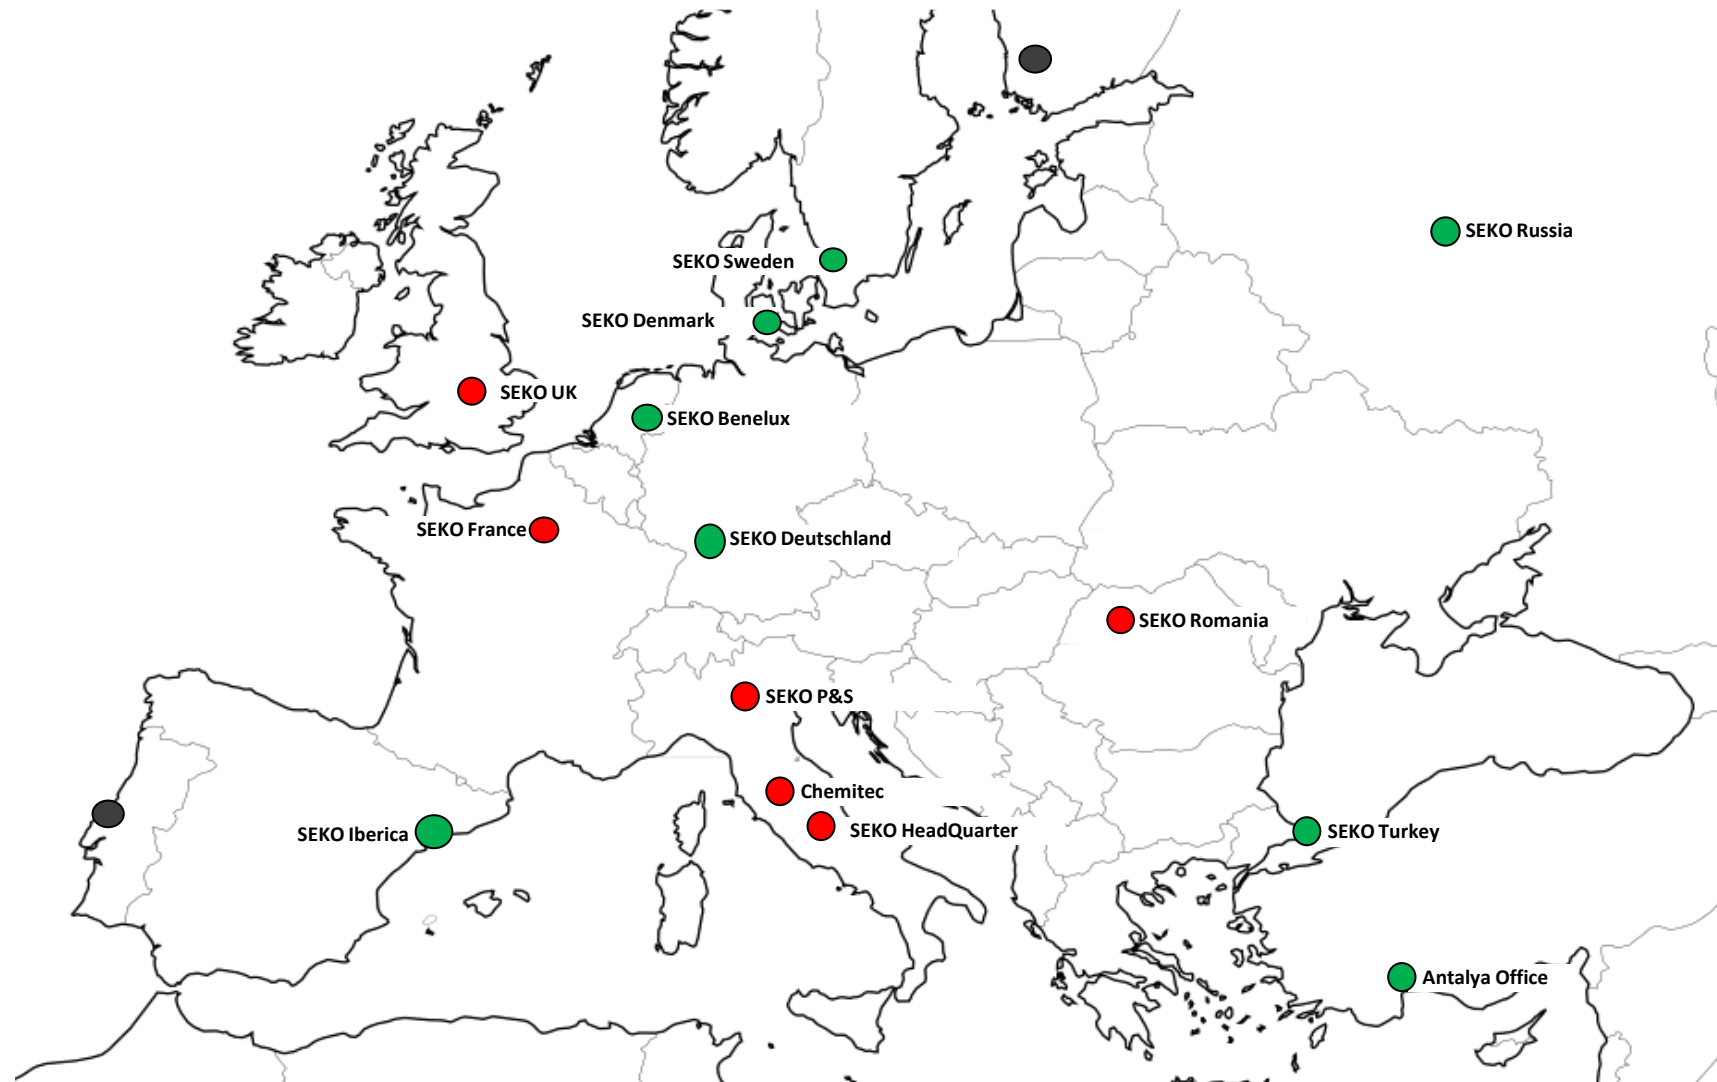 SEKO Russia
SEKO Sweden
SEKO Denmark
SEKO UK
SEKO Benelux
SEKO France
SEKO Deutschland
SEKO Romania
SEKO P&S
Chemitec
SEKO HeadQuarter
SEKO Iberica
SEKO Turkey
Antalya Office